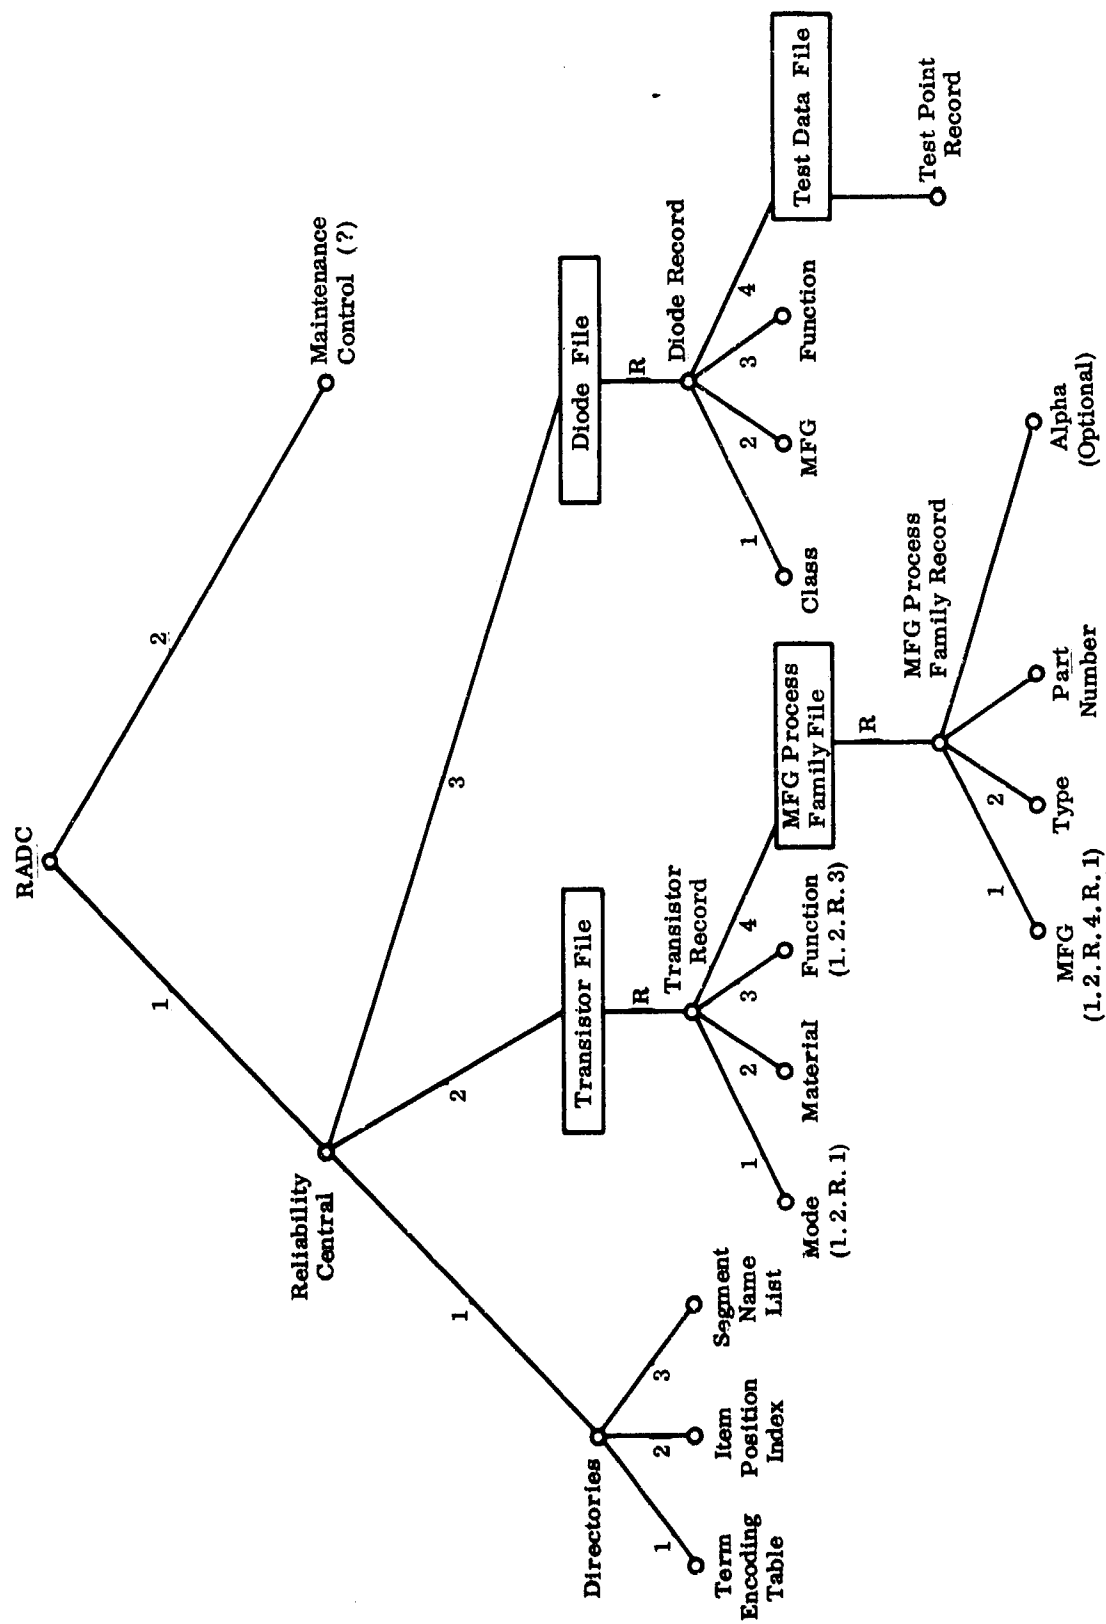 RADC
1
2
Reliability
Central
Maintenance
Control (?)
1
2
3
Directories
Transistor File
Diode File
1
2
3
R
R
Term
Encoding
Table
Item
Position
Index
Segment
Name
List
Transistor
Record
Diode Record
1
2
3
4
1
2
3
4
Mode
(1.2.R.1)
Material
Function
(1.2.R.3)
MFG Process
Family File
Class
MFG
Function
Test Data File
R
MFG Process
Family Record
Test Point
Record
1
2
MFG
(1.2.R.4.R.1)
Type
Part
Number
Alpha
(Optional)